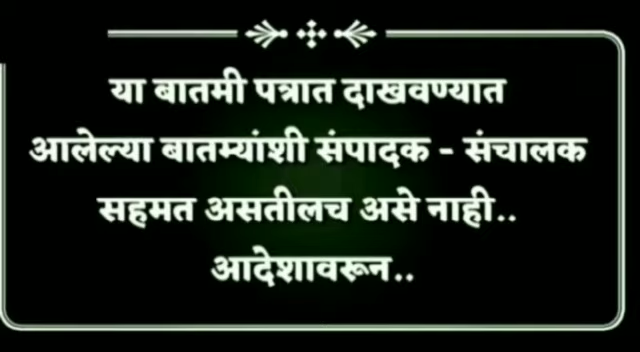 या बातमी पत्रात दाखवण्यात
आलेल्या बातम्यांशी संपादक - संचालक
सहमत असतीलच असे नाही..
आदेशावरून..